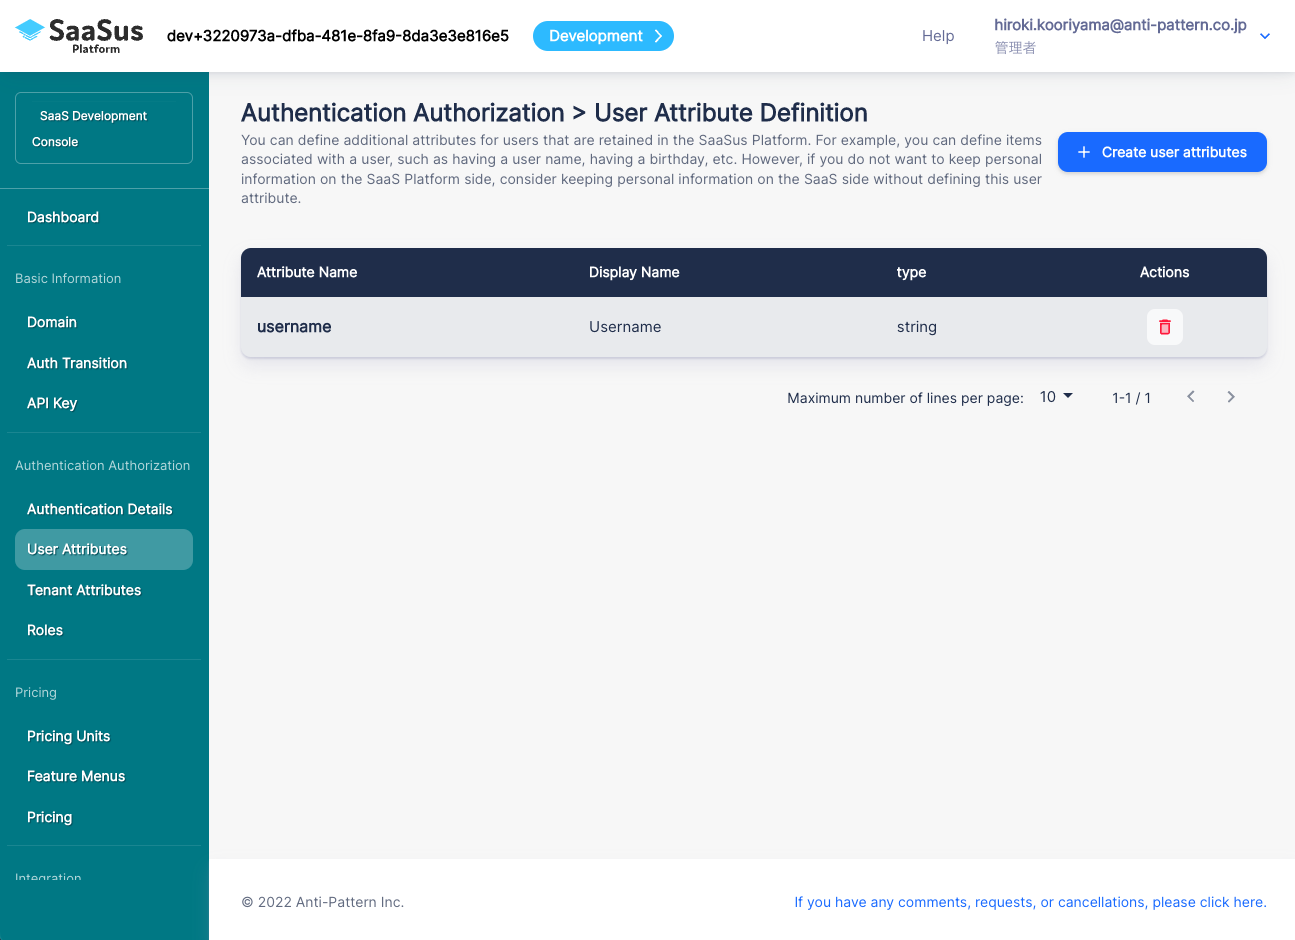 SaaSus
Platform
dev+3220973a-dfba-481e-8fa9-8da3e3e816e5
Development
Help
hiroki.kooriyama@anti-pattern.co.jp
管理者
SaaS Development
Console
Dashboard
Basic Information
Domain
Auth Transition
API Key
Authentication Authorization
Authentication Details
User Attributes
Tenant Attributes
Roles
Pricing
Pricing Units
Feature Menus
Pricing
Integration
Authentication Authorization > User Attribute Definition
You can define additional attributes for users that are retained in the SaaSus Platform. For example, you can define items
associated with a user, such as having a user name, having a birthday, etc. However, if you do not want to keep personal
information on the SaaS Platform side, consider keeping personal information on the SaaS side without defining this user
attribute.
+ Create user attributes
Attribute Name Display Name type Actions
username Username string
Maximum number of lines per page: 10 1-1 / 1
© 2022 Anti-Pattern Inc.
If you have any comments, requests, or cancellations, please click here.